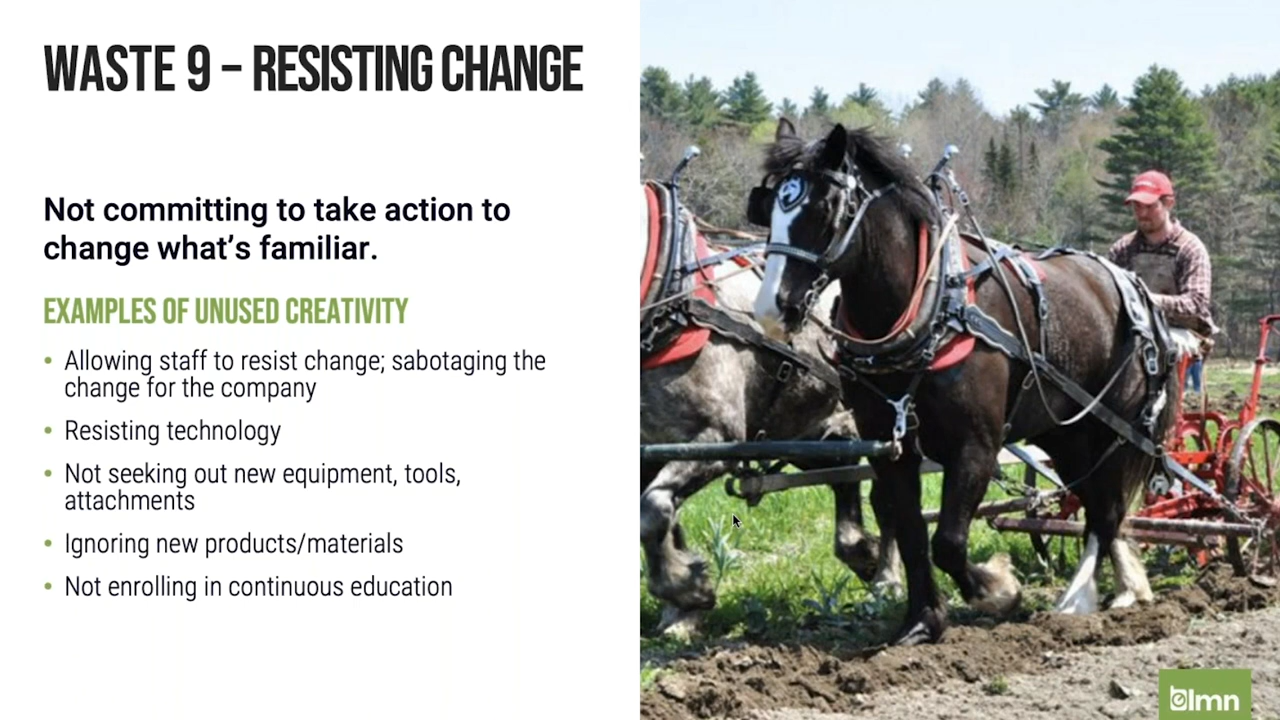 WASTE 9 – RESISTING CHANGE
Not committing to take action to
change what’s familiar.
EXAMPLES OF UNUSED CREATIVITY
• Allowing staff to resist change; sabotaging the
change for the company
• Resisting technology
• Not seeking out new equipment, tools,
attachments
• Ignoring new products/materials
• Not enrolling in continuous education
lmn